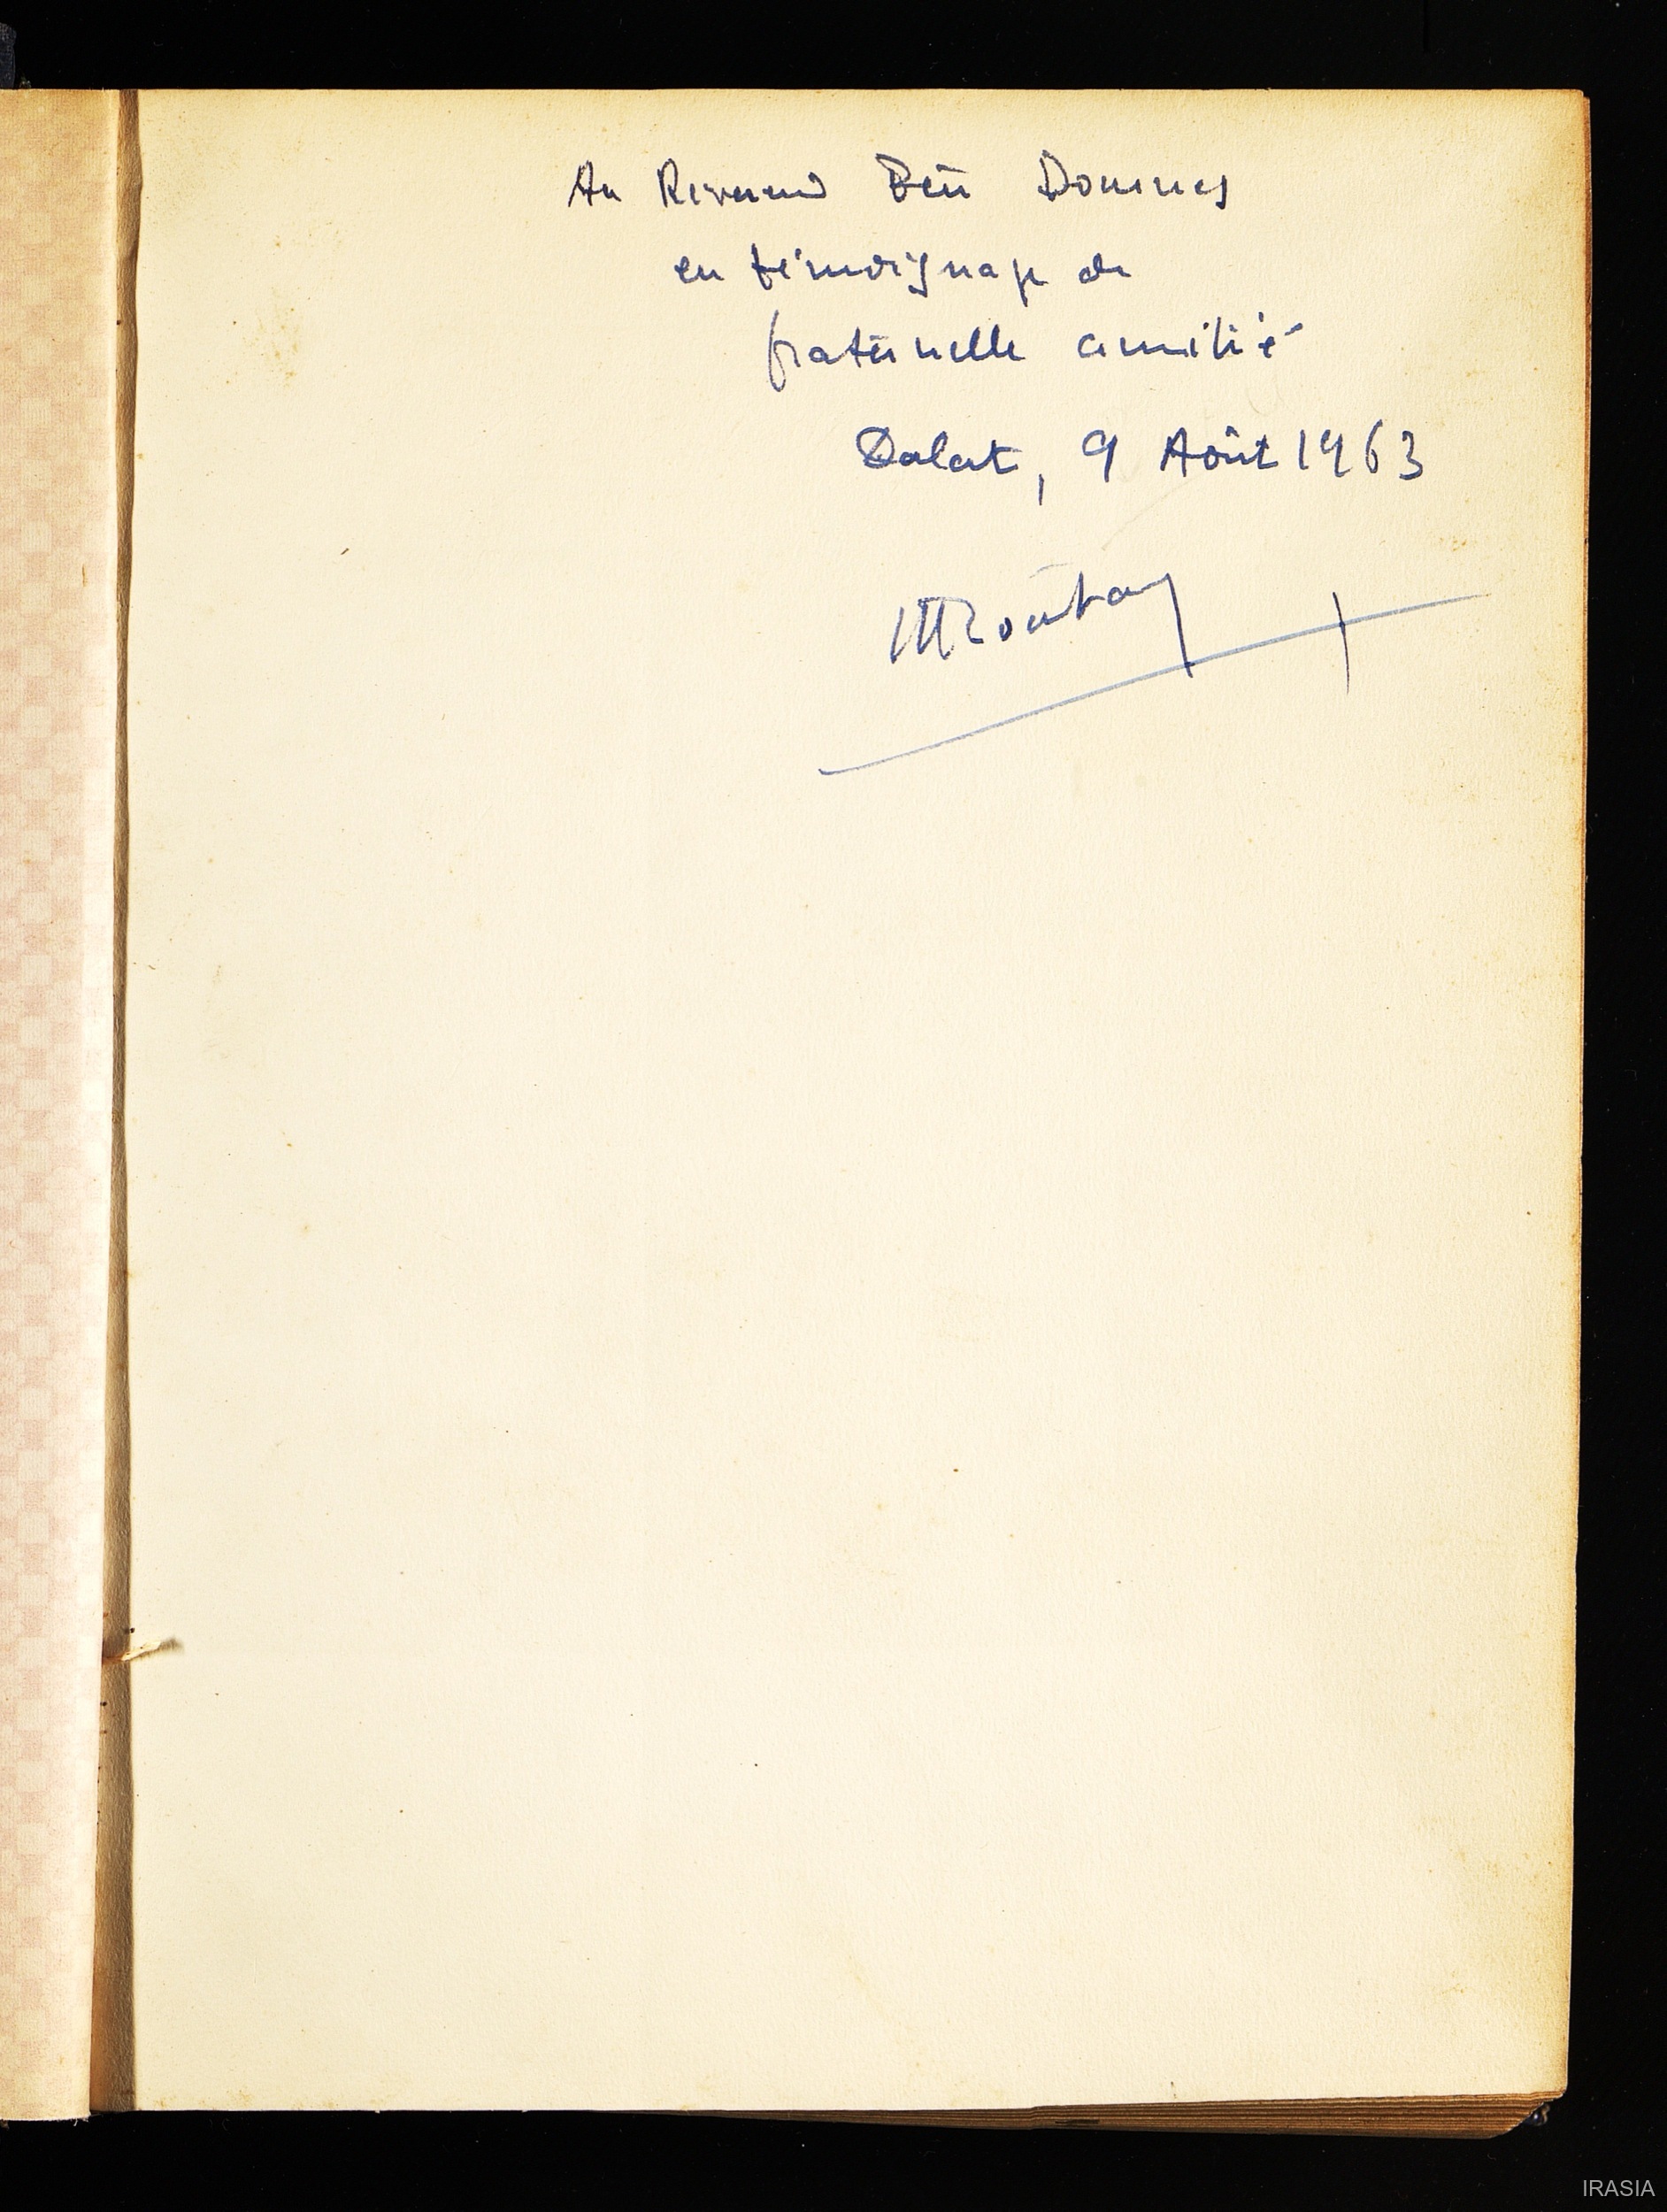 Au Révérend Père Dournes
en témoignage de
fraternelle amitié
Dalat, 9 Août 1963
IRASIA